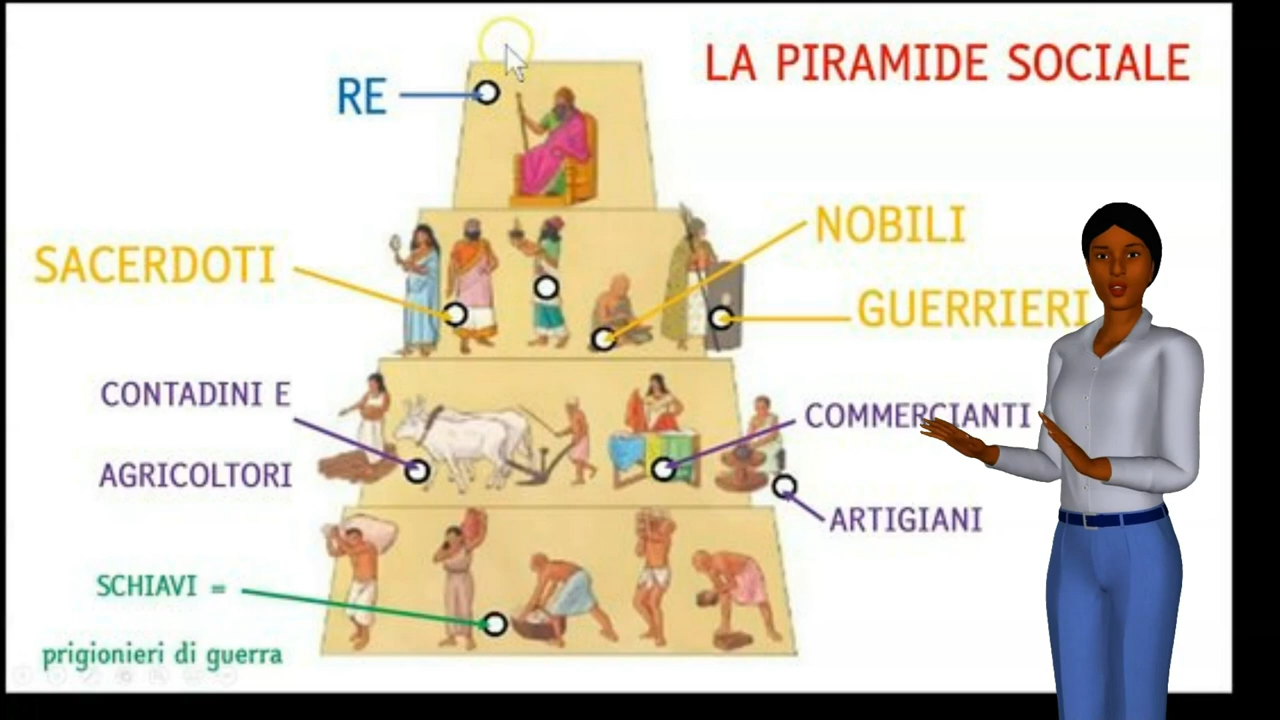 LA PIRAMIDE SOCIALE
RE
NOBILI
SACERDOTI
GUERRIERI
CONTADINI E
AGRICOLTORI
COMMERCIANTI
ARTIGIANI
SCHIAVI =
prigionieri di guerra